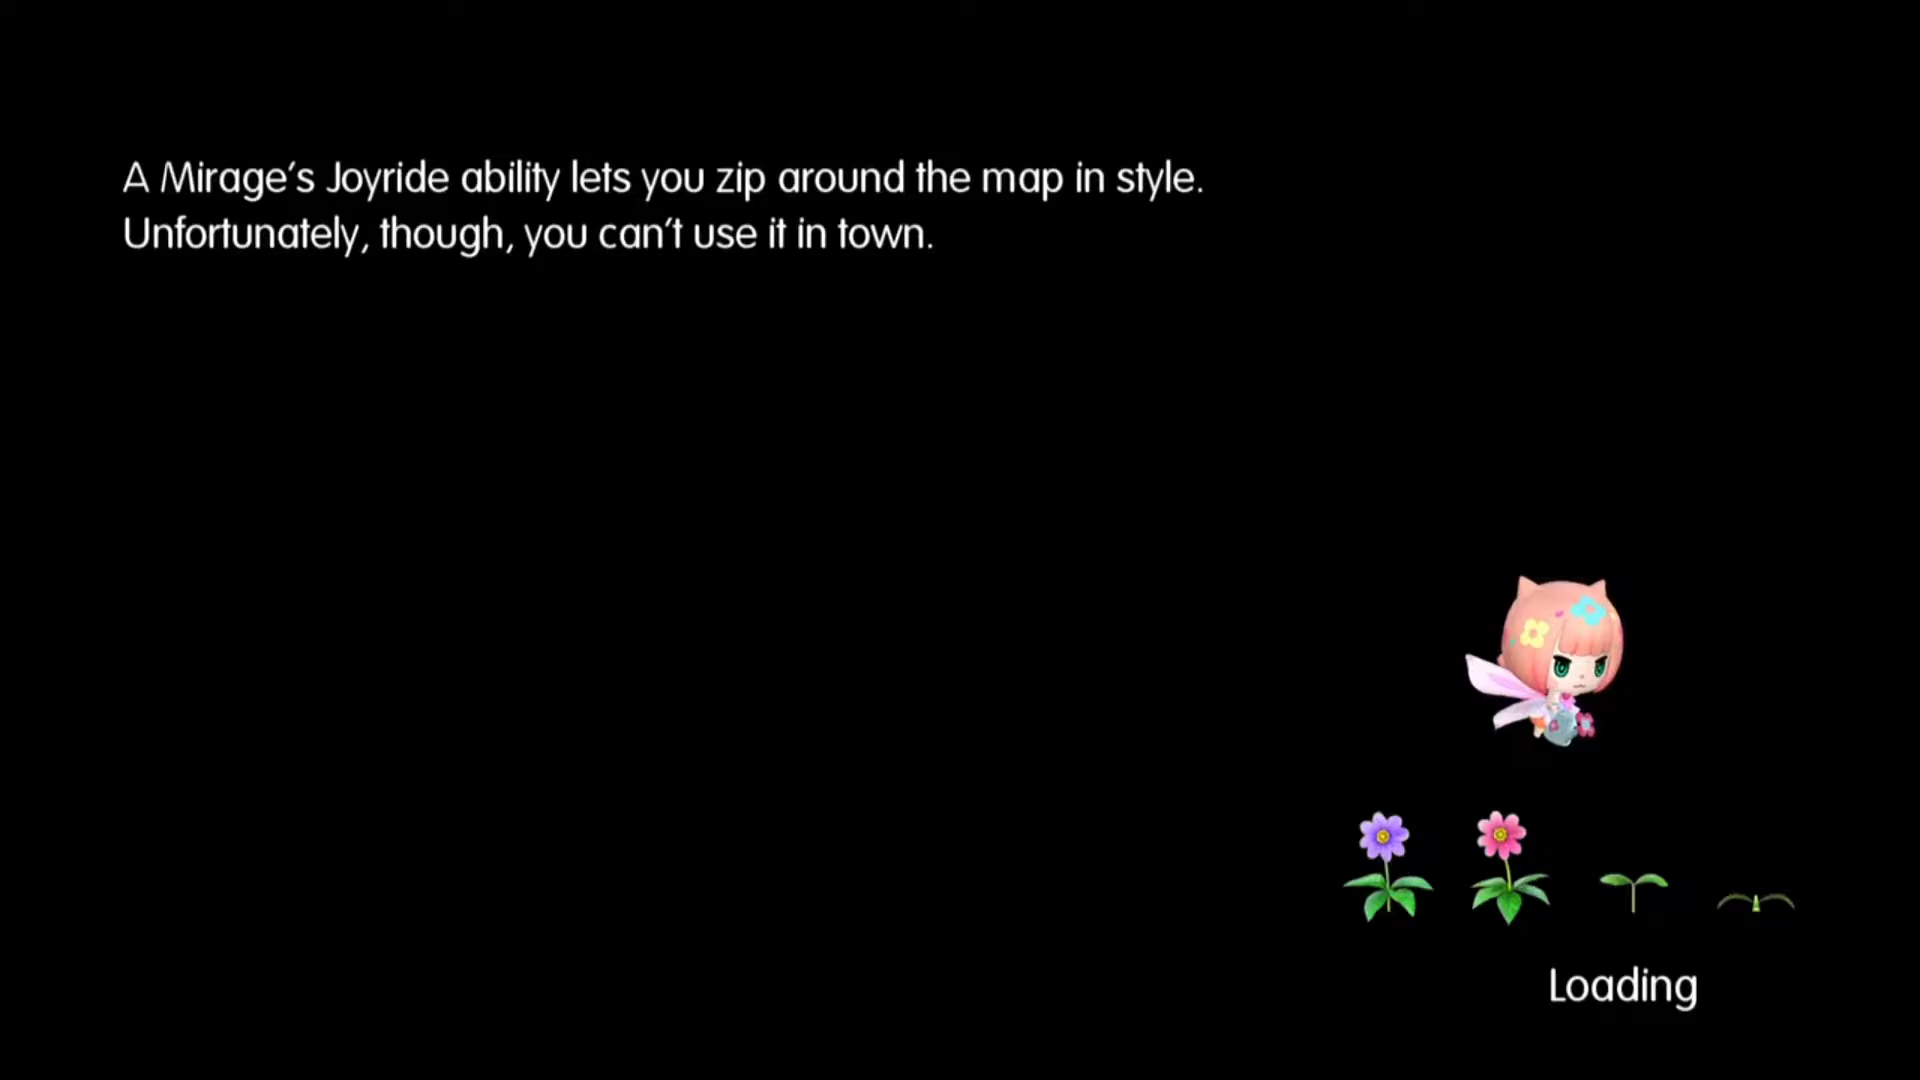 A Mirage's Joyride ability lets you zip around the map in style.
Unfortunately, though, you can't use it in town.
Loading